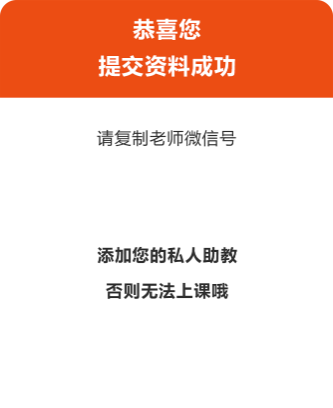 恭喜您
提交资料成功
请复制老师微信号
添加您的私人助教
否则无法上课哦